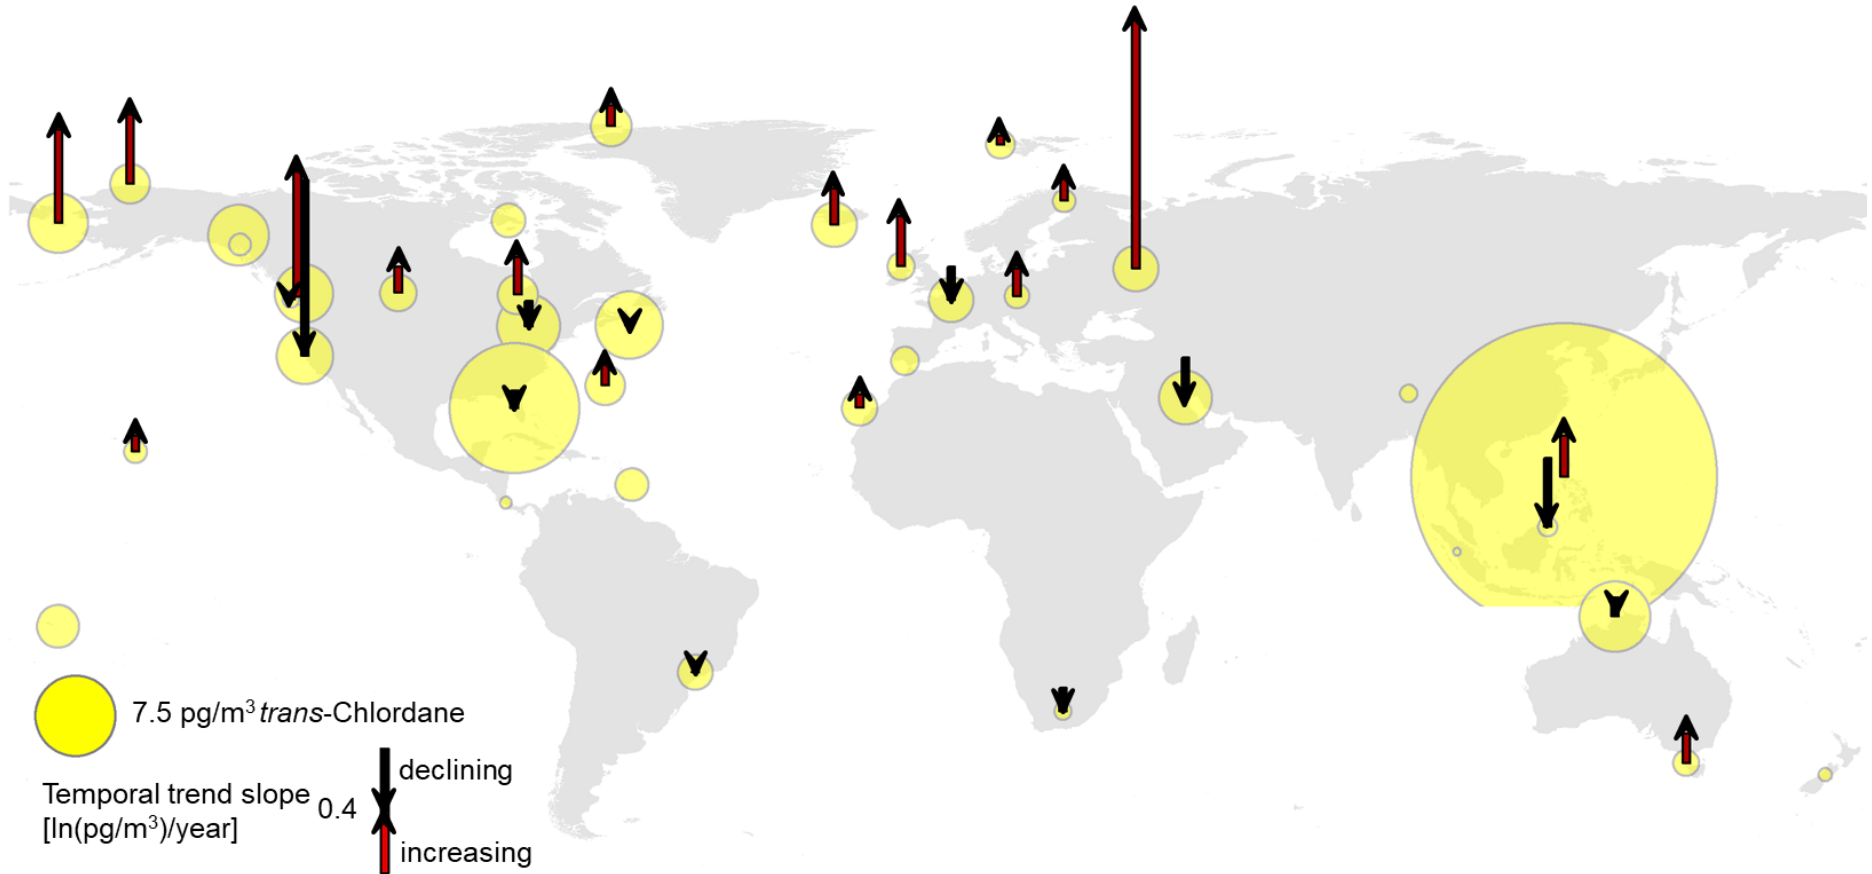 7.5 pg/m³ trans-Chlordane
declining
Temporal trend slope 0.4
[ln(pg/m³)/year]
increasing